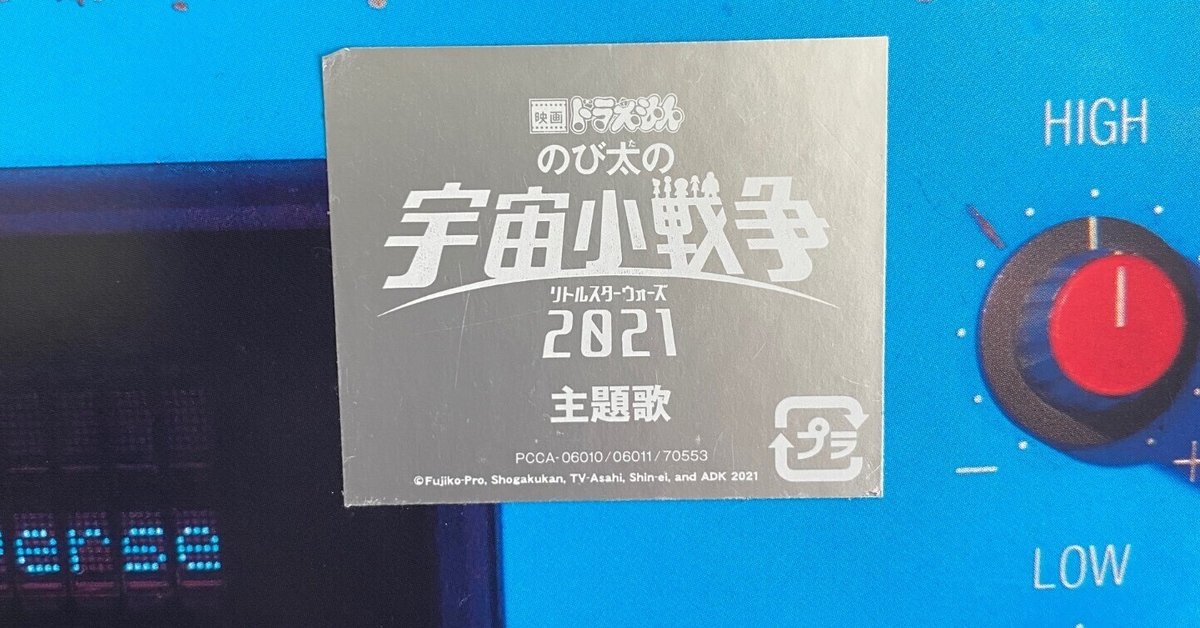 映画ドラえもん
のび太の
宇宙小戦争
リトルスターウォーズ
2021
主題歌
プラ
PCCA-06010/06011/70553
©Fujiko-Pro, Shogakukan, TV-Asahi, Shin-ei, and ADK 2021
HIGH
LOW
erse